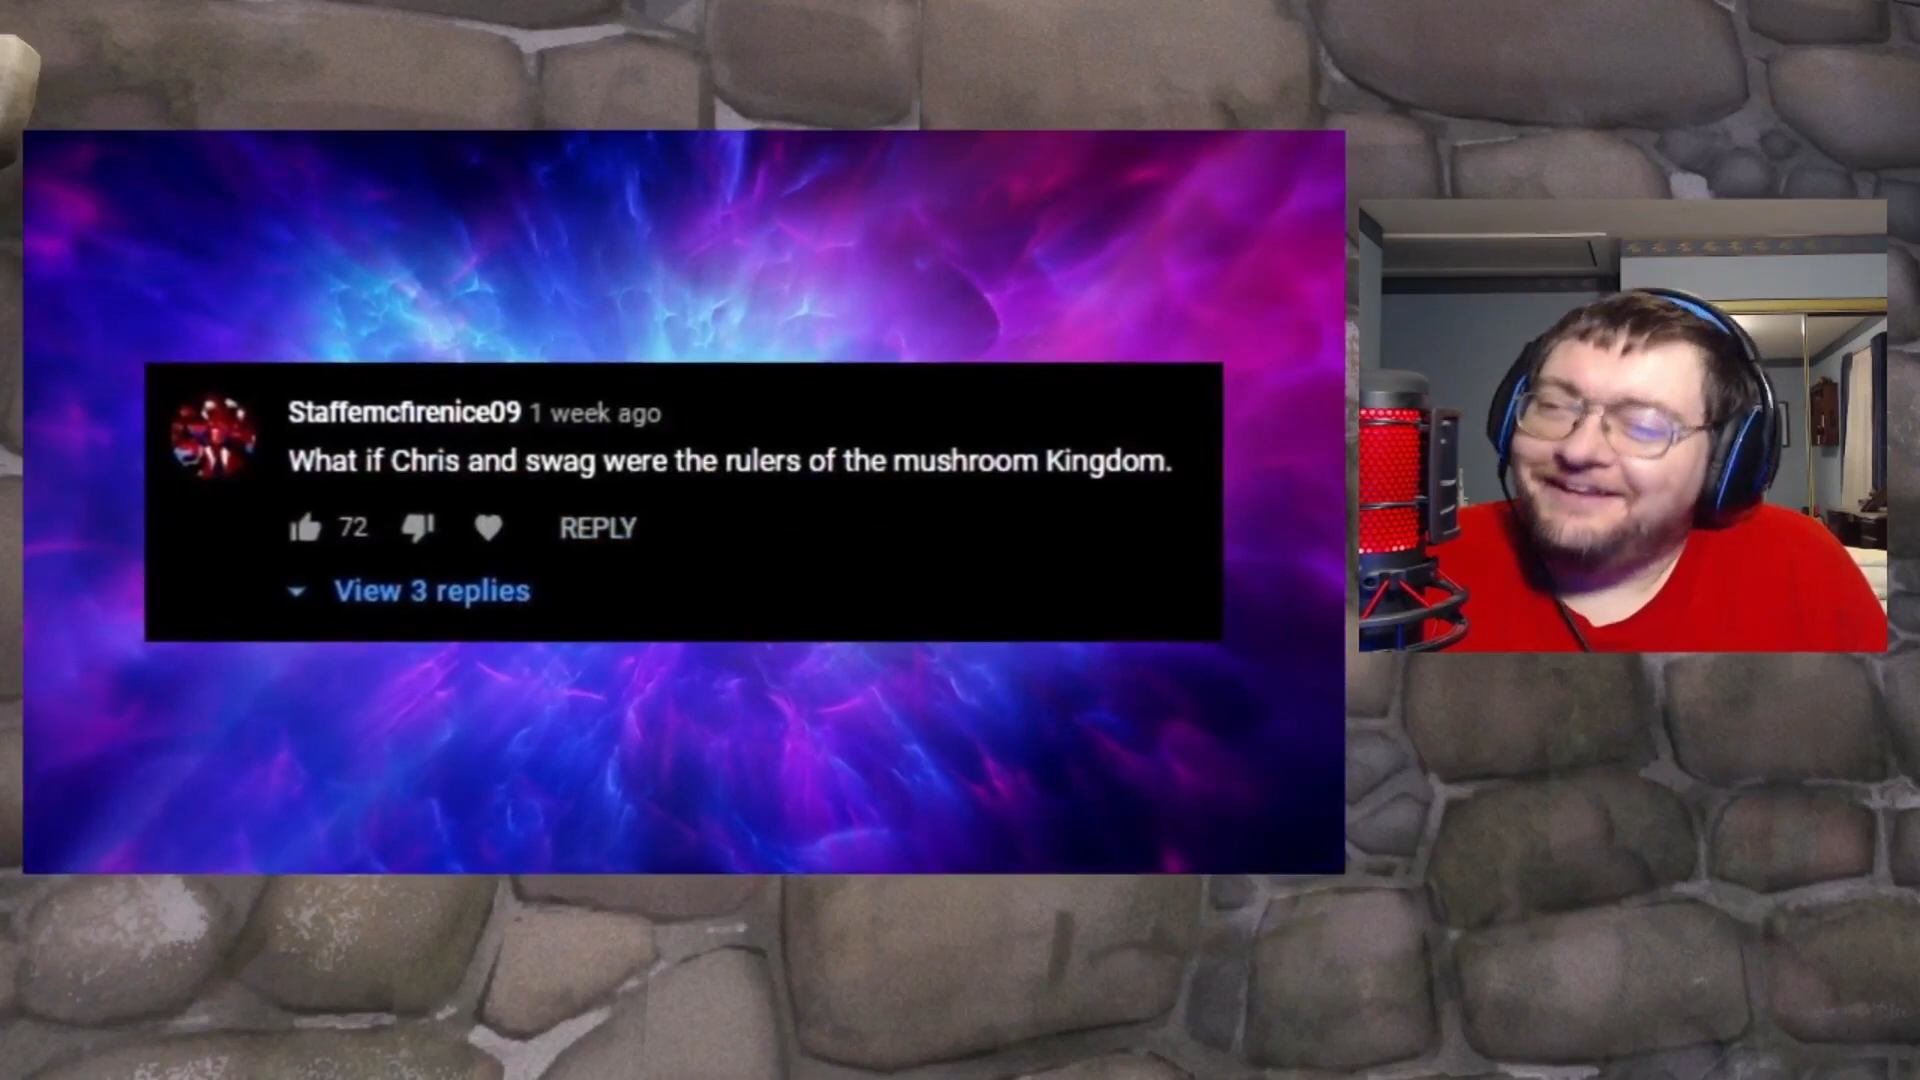 Staffemcfirenice09 1 week ago
What if Chris and swag were the rulers of the mushroom Kingdom.
72 REPLY
View 3 replies